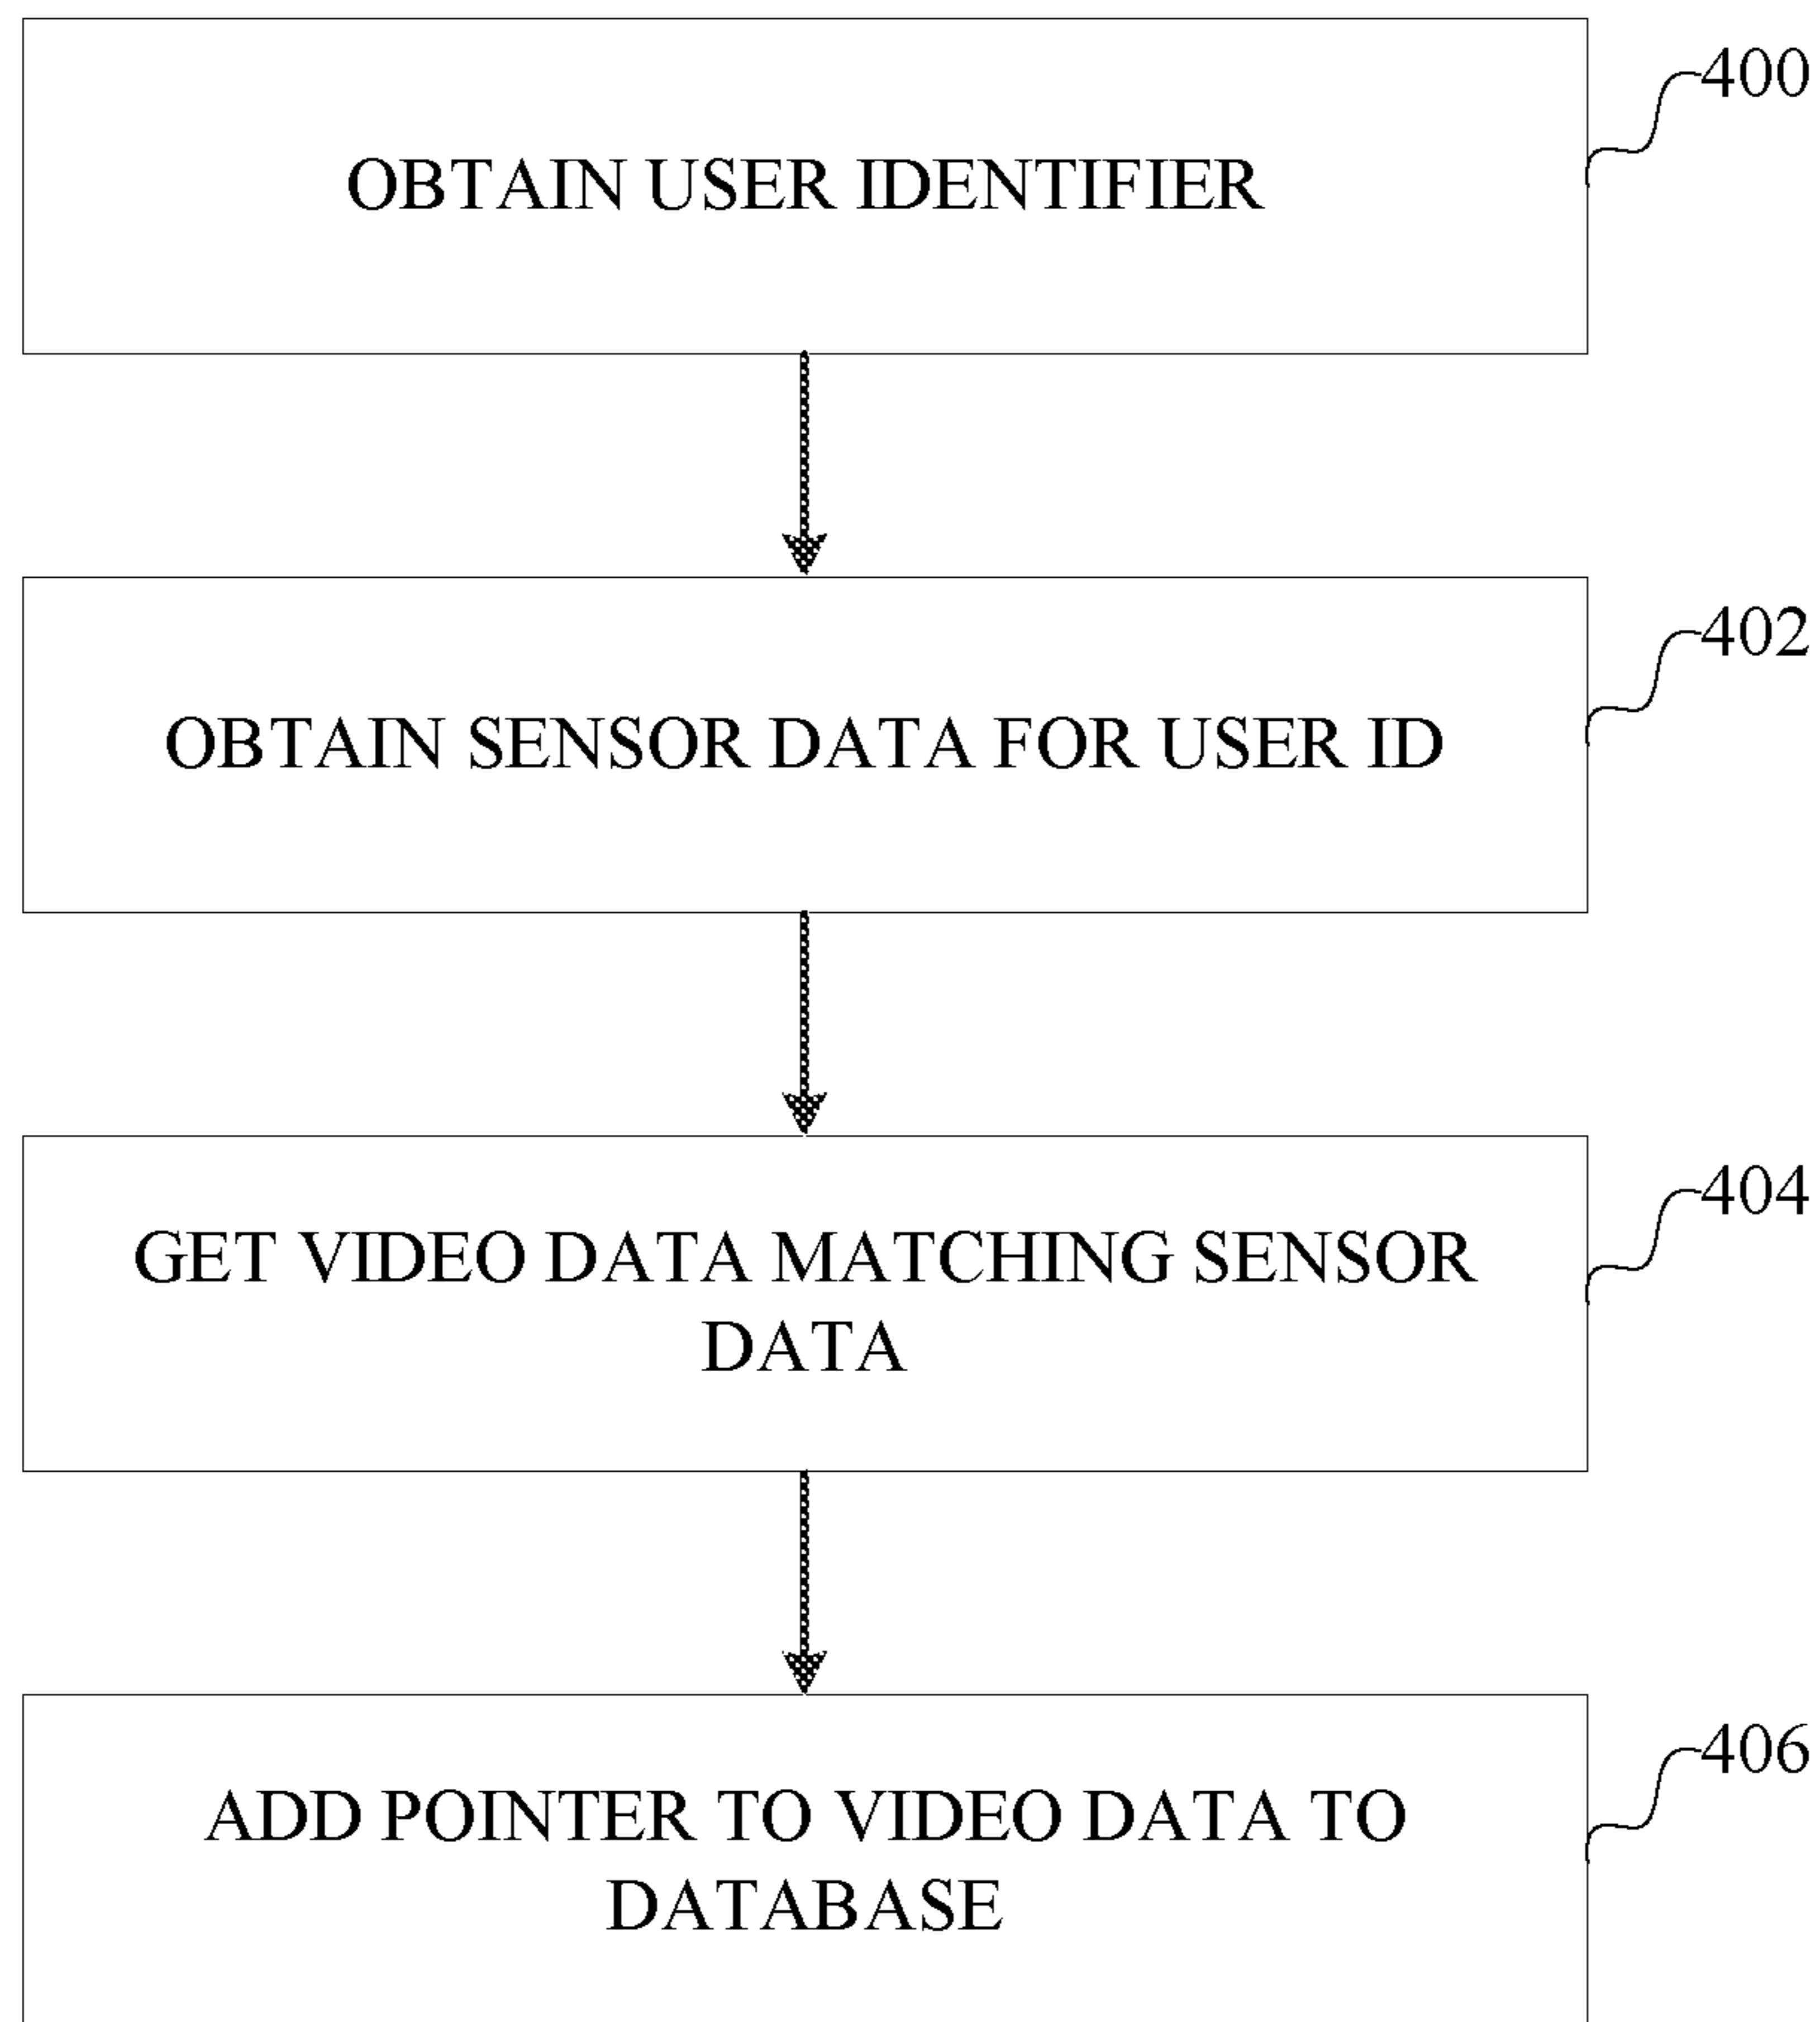 400
OBTAIN USER IDENTIFIER
402
OBTAIN SENSOR DATA FOR USER ID
404
GET VIDEO DATA MATCHING SENSOR
DATA
406
ADD POINTER TO VIDEO DATA TO
DATABASE